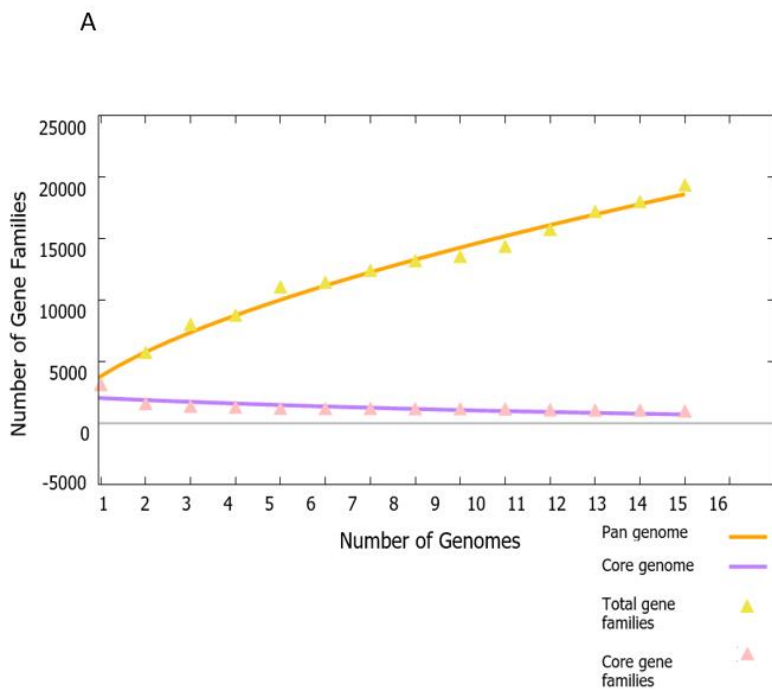 A
25000
20000
15000
10000
5000
0
-5000
Number of Gene Families
1 2 3 4 5 6 7 8 9 10 11 12 13 14 15 16
Number of Genomes
Pan genome
Core genome
Total gene
families
Core gene
families